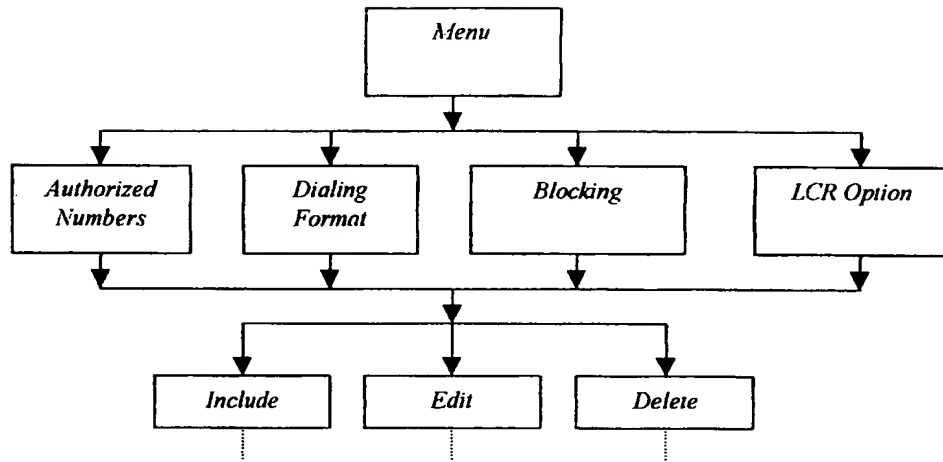 Menu
Authorized
Numbers
Dialing
Format
Blocking
LCR Option
Include
Edit
Delete